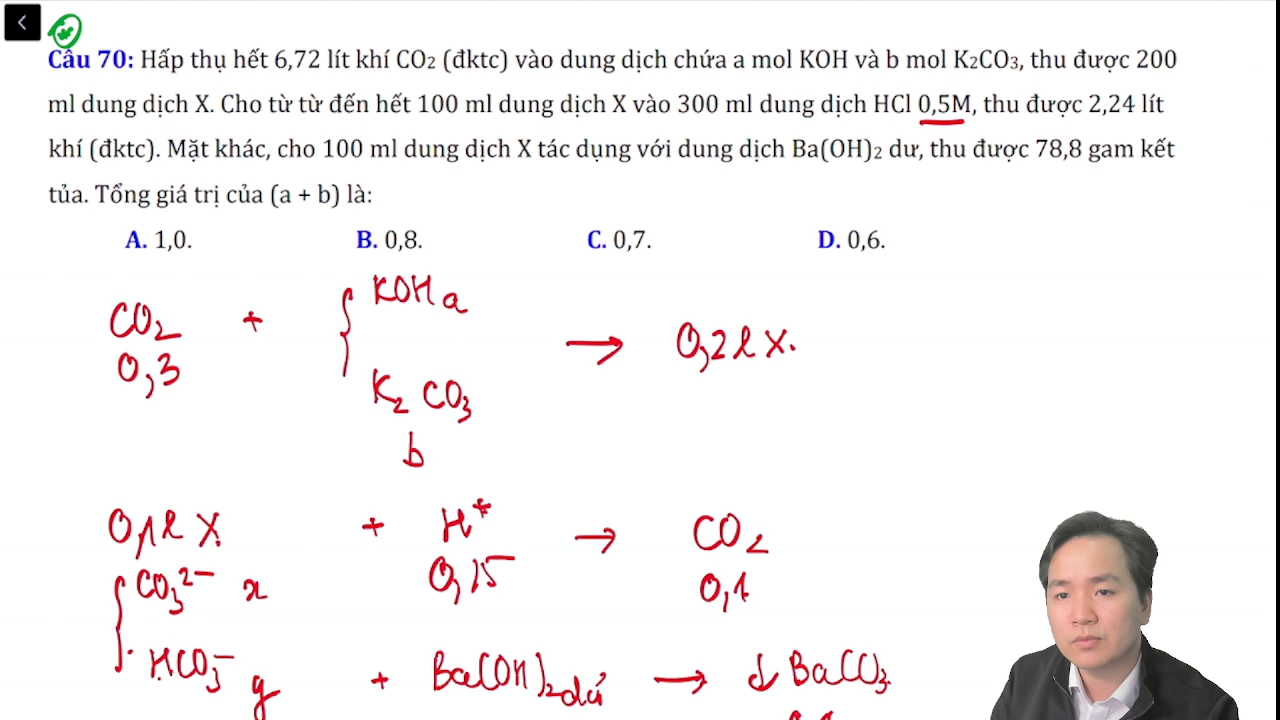 Câu 70: Hấp thụ hết 6,72 lít khí CO₂ (đktc) vào dung dịch chứa a mol KOH và b mol K₂CO₃, thu được 200
ml dung dịch X. Cho từ từ đến hết 100 ml dung dịch X vào 300 ml dung dịch HCl 0,5M, thu được 2,24 lít
khí (đktc). Mặt khác, cho 100 ml dung dịch X tác dụng với dung dịch Ba(OH)₂ dư, thu được 78,8 gam kết
tủa. Tổng giá trị của (a + b) là:
A. 1,0. B. 0,8. C. 0,7. D. 0,6.
CO₂ + { KOH a → 0,2 l X.
0,3
K₂CO₃
b
0,1 l X + H⁺ → CO₂
{ CO₃²⁻ x 0,15 0,1
HCO₃⁻ y + Ba(OH)₂ dư → ↓ BaCO₃